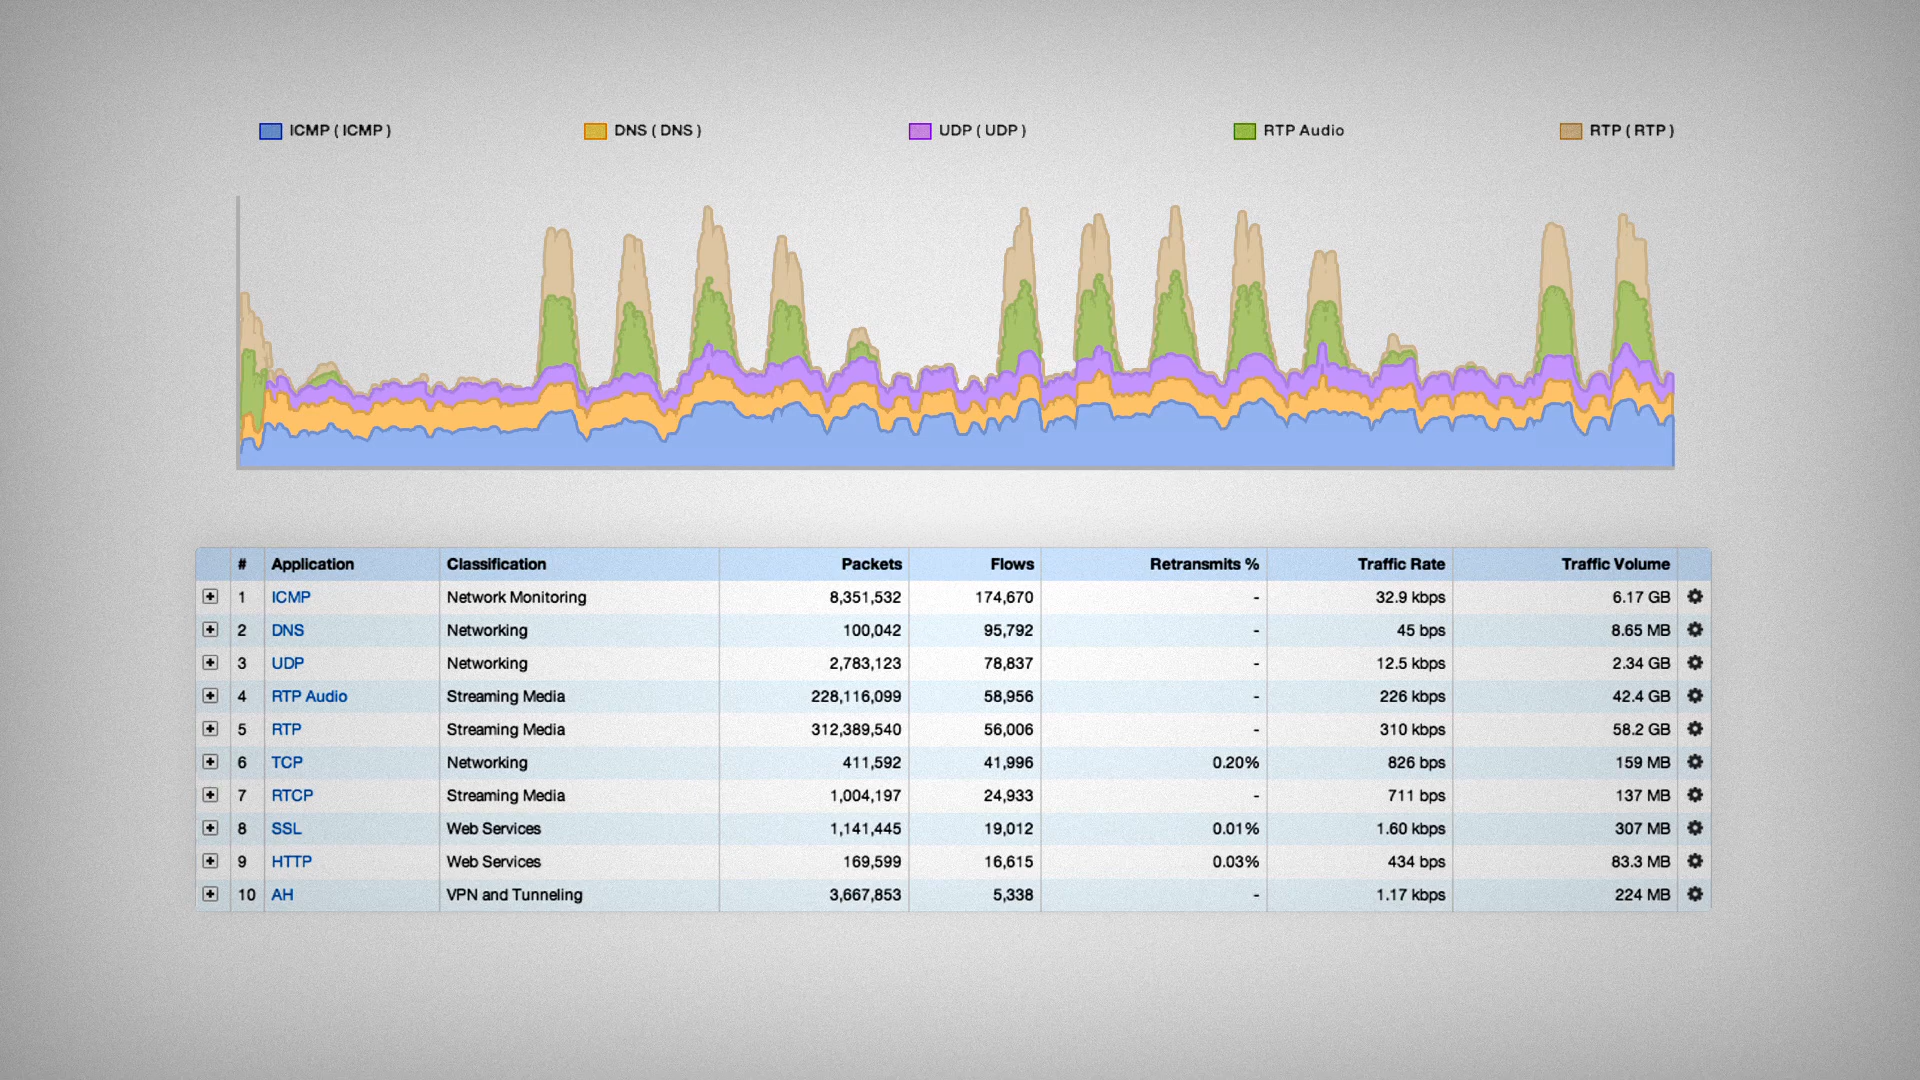 ICMP ( ICMP ) DNS ( DNS ) UDP ( UDP ) RTP Audio RTP ( RTP )
# Application Classification Packets Flows Retransmits % Traffic Rate Traffic Volume
1 ICMP Network Monitoring 8,351,532 174,670 - 32.9 kbps 6.17 GB
2 DNS Networking 100,042 95,792 - 45 bps 8.65 MB
3 UDP Networking 2,783,123 78,837 - 12.5 kbps 2.34 GB
4 RTP Audio Streaming Media 228,116,099 58,956 - 226 kbps 42.4 GB
5 RTP Streaming Media 312,389,540 56,006 - 310 kbps 58.2 GB
6 TCP Networking 411,592 41,996 0.20% 826 bps 159 MB
7 RTCP Streaming Media 1,004,197 24,933 - 711 bps 137 MB
8 SSL Web Services 1,141,445 19,012 0.01% 1.60 kbps 307 MB
9 HTTP Web Services 169,599 16,615 0.03% 434 bps 83.3 MB
10 AH VPN and Tunneling 3,667,853 5,338 - 1.17 kbps 224 MB